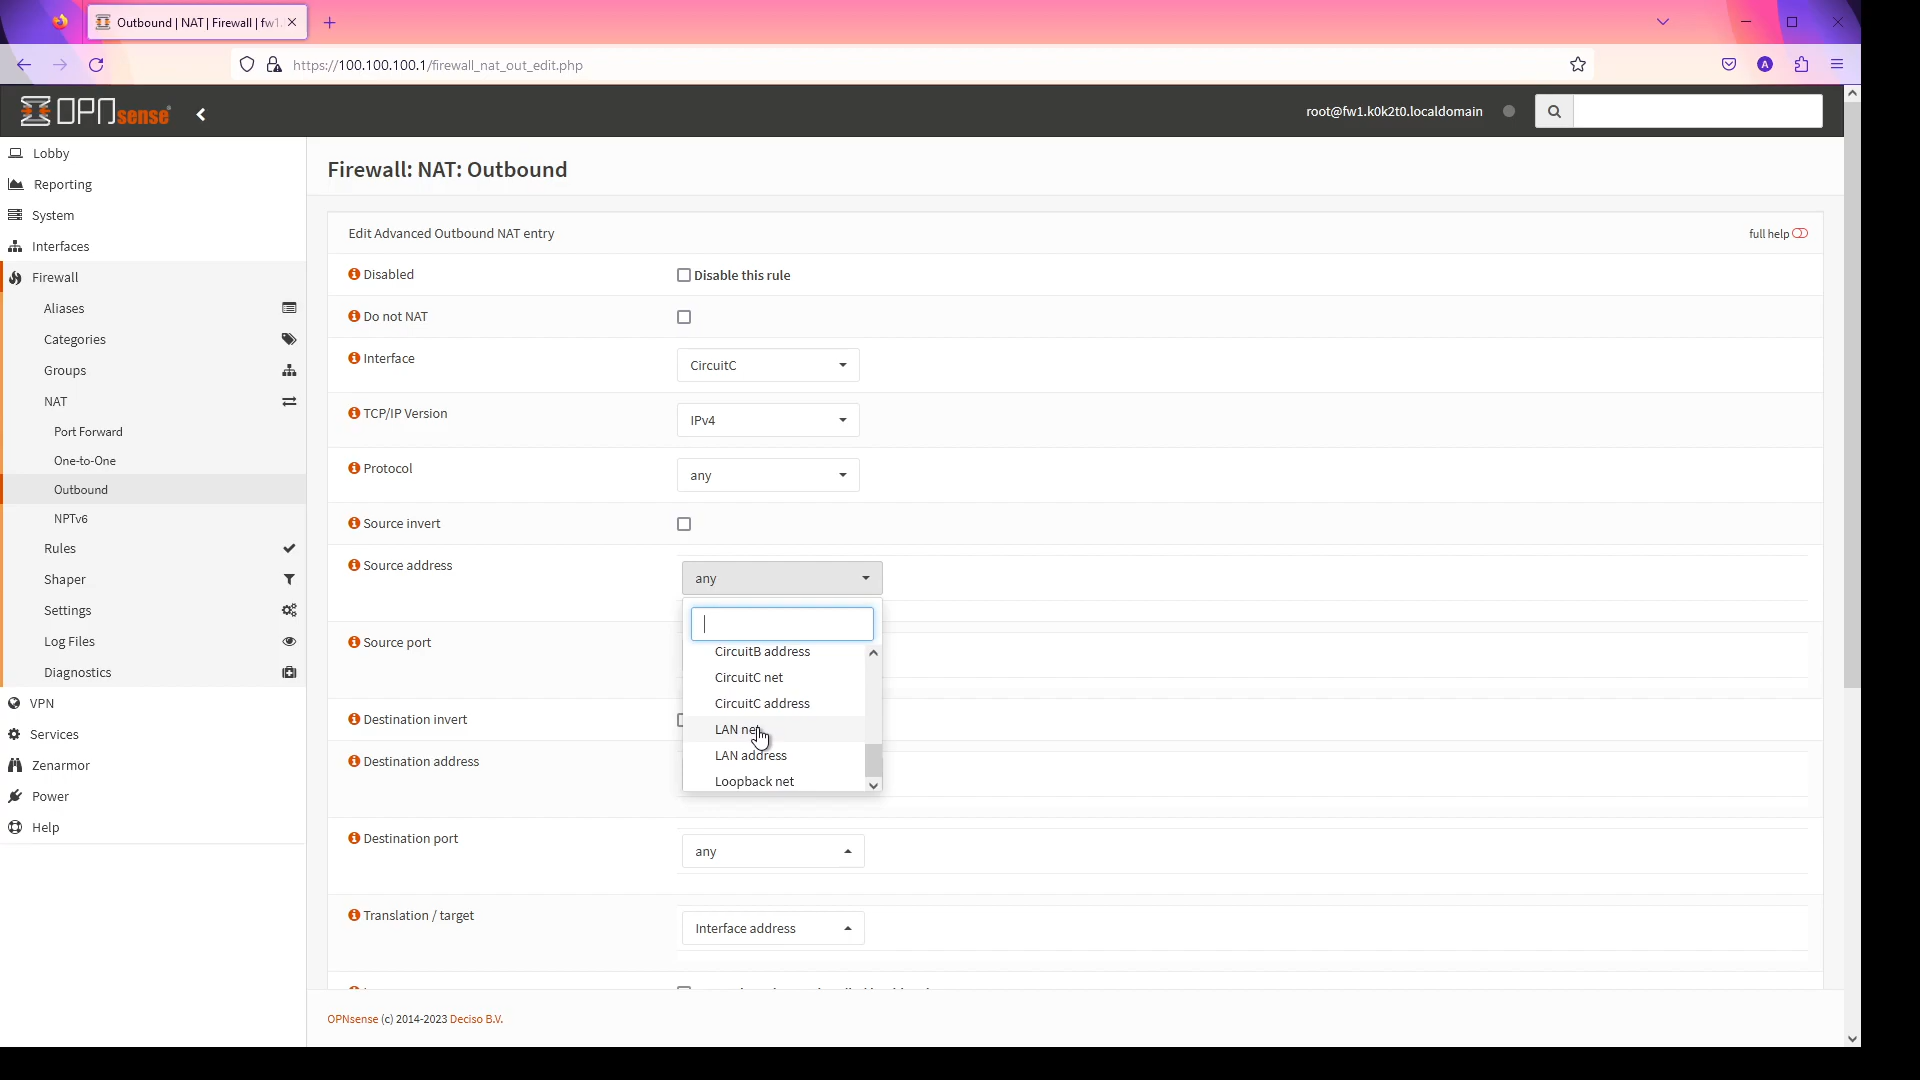 Outbound | NAT | Firewall | fw1
https://100.100.100.1/firewall_nat_out_edit.php
A
OPNsense
root@fw1.k0k2t0.localdomain
Lobby
Reporting
System
Interfaces
Firewall
Aliases
Categories
Groups
NAT
Port Forward
One-to-One
Outbound
NPTv6
Rules
Shaper
Settings
Log Files
Diagnostics
VPN
Services
Zenarmor
Power
Help
Firewall: NAT: Outbound
Edit Advanced Outbound NAT entry
full help
Disabled
Disable this rule
Do not NAT
Interface
CircuitC
TCP/IP Version
IPv4
Protocol
any
Source invert
Source address
any
CircuitB address
CircuitC net
CircuitC address
LAN net
LAN address
Loopback net
Source port
Destination invert
Destination address
Destination port
any
Translation / target
Interface address
OPNsense (c) 2014-2023 Deciso B.V.